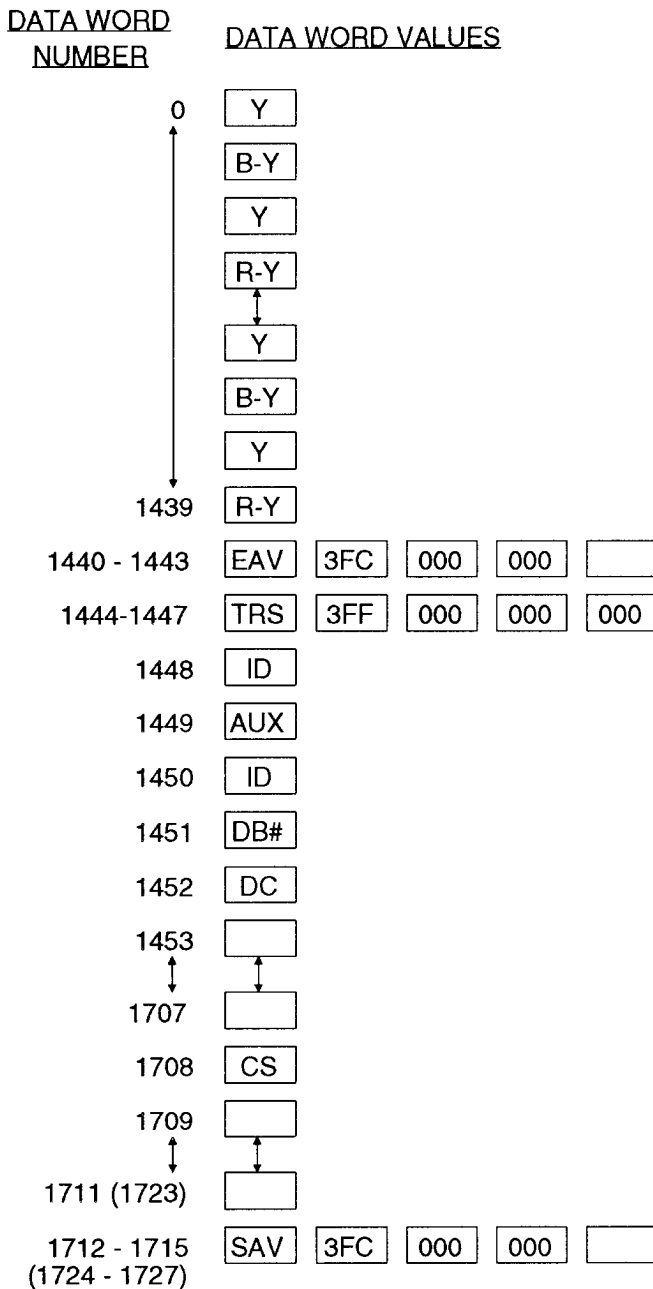 DATA WORD NUMBER
DATA WORD VALUES
0 Y
B-Y
Y
R-Y
Y
B-Y
Y
1439 R-Y
1440 - 1443 EAV 3FC 000 000
1444-1447 TRS 3FF 000 000 000
1448 ID
1449 AUX
1450 ID
1451 DB#
1452 DC
1453
1707
1708 CS
1709
1711 (1723)
1712 - 1715 SAV 3FC 000 000
(1724 - 1727)